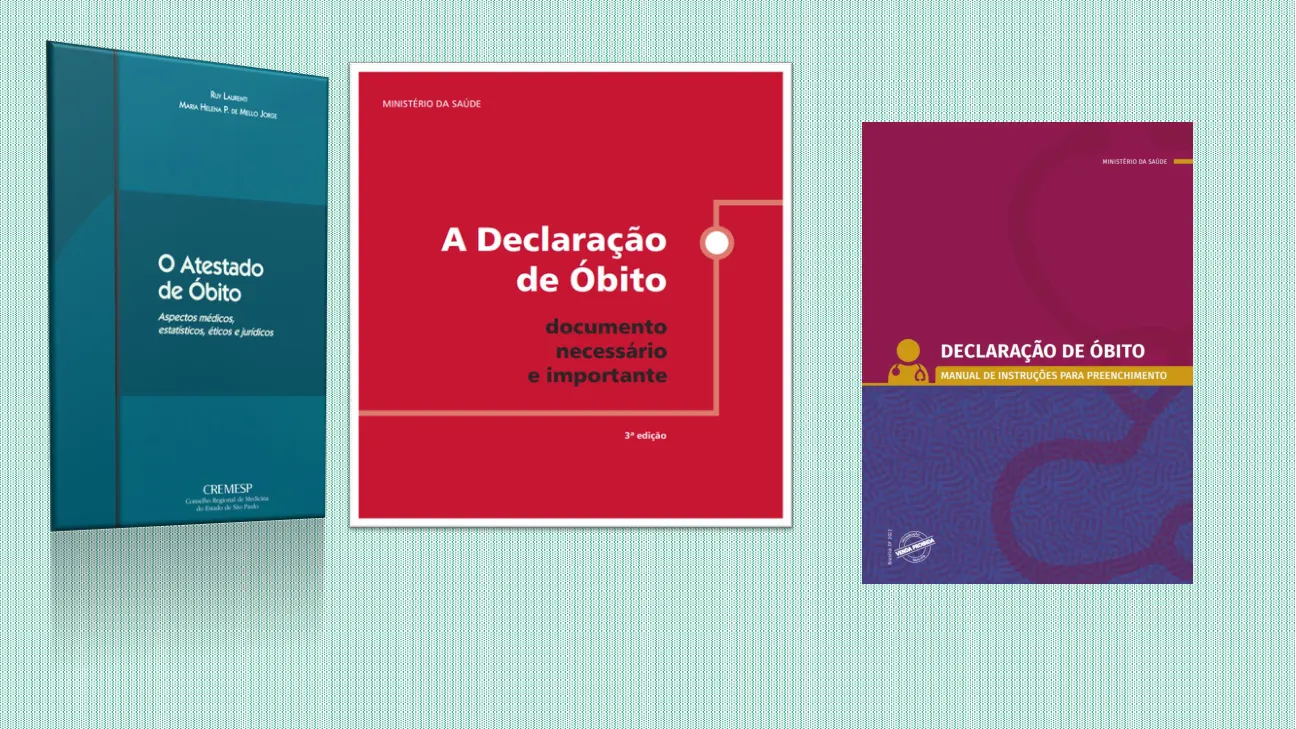 Ruy Laurenti
Maria Helena P. de Mello Jorge
O Atestado
de Óbito
Aspectos médicos,
estatísticos, éticos e jurídicos
CREMESP
Conselho Regional de Medicina
do Estado de São Paulo
MINISTÉRIO DA SAÚDE
A Declaração
de Óbito
documento
necessário
e importante
3ª edição
MINISTÉRIO DA SAÚDE
DECLARAÇÃO DE ÓBITO
MANUAL DE INSTRUÇÕES PARA PREENCHIMENTO
VENDA PROIBIDA